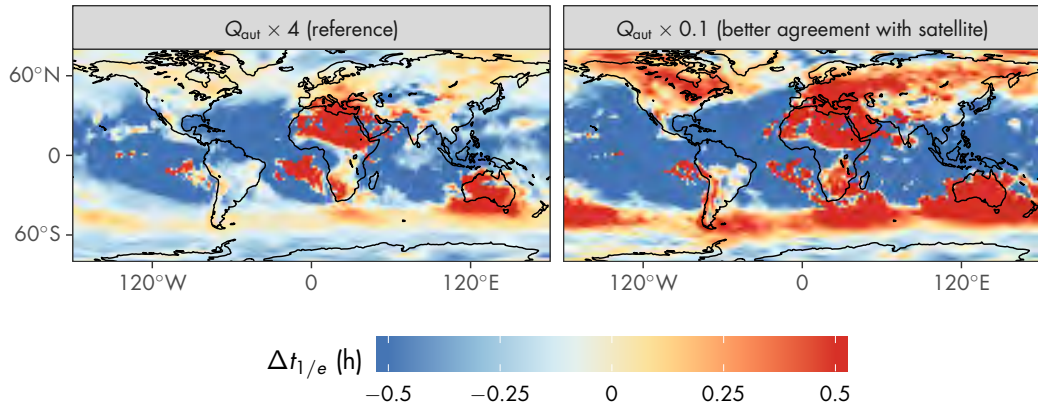 Q_aut × 4 (reference)
Q_aut × 0.1 (better agreement with satellite)
60°N
0
60°S
120°W 0 120°E 120°W 0 120°E
Δt_1/e (h)
−0.5 −0.25 0 0.25 0.5